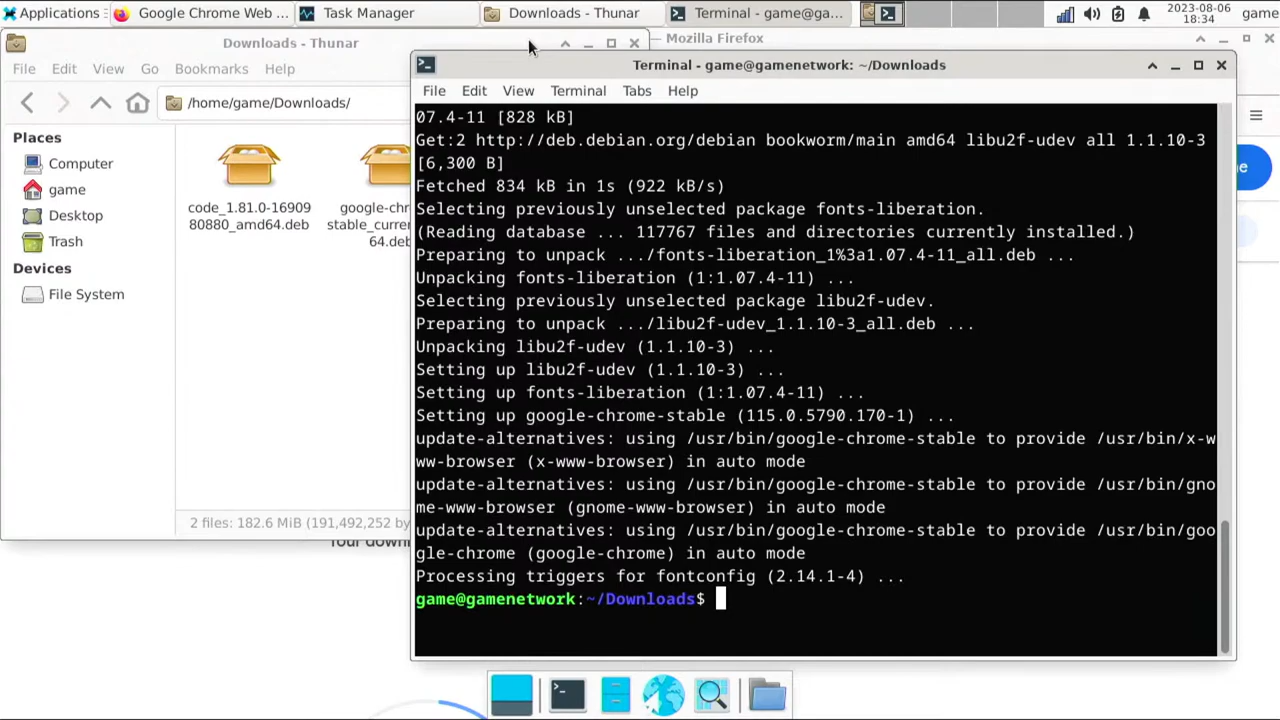 Applications
Google Chrome Web ...
Task Manager
Downloads - Thunar
Terminal - game@ga...
2023-08-06
18:34
game
Downloads - Thunar
— Mozilla Firefox
File Edit View Go Bookmarks Help
/home/game/Downloads/
Places
Computer
game
Desktop
Trash
Devices
File System
code_1.81.0-16909
80880_amd64.deb
google-chr
stable_curren
64.deb
2 files: 182.6 MiB (191,492,252 by
Terminal - game@gamenetwork: ~/Downloads
File Edit View Terminal Tabs Help
07.4-11 [828 kB]
Get:2 http://deb.debian.org/debian bookworm/main amd64 libu2f-udev all 1.1.10-3
[6,300 B]
Fetched 834 kB in 1s (922 kB/s)
Selecting previously unselected package fonts-liberation.
(Reading database ... 117767 files and directories currently installed.)
Preparing to unpack .../fonts-liberation_1%3a1.07.4-11_all.deb ...
Unpacking fonts-liberation (1:1.07.4-11) ...
Selecting previously unselected package libu2f-udev.
Preparing to unpack .../libu2f-udev_1.1.10-3_all.deb ...
Unpacking libu2f-udev (1.1.10-3) ...
Setting up libu2f-udev (1.1.10-3) ...
Setting up fonts-liberation (1:1.07.4-11) ...
Setting up google-chrome-stable (115.0.5790.170-1) ...
update-alternatives: using /usr/bin/google-chrome-stable to provide /usr/bin/x-w
ww-browser (x-www-browser) in auto mode
update-alternatives: using /usr/bin/google-chrome-stable to provide /usr/bin/gno
me-www-browser (gnome-www-browser) in auto mode
update-alternatives: using /usr/bin/google-chrome-stable to provide /usr/bin/goo
gle-chrome (google-chrome) in auto mode
Processing triggers for fontconfig (2.14.1-4) ...
game@gamenetwork:~/Downloads$